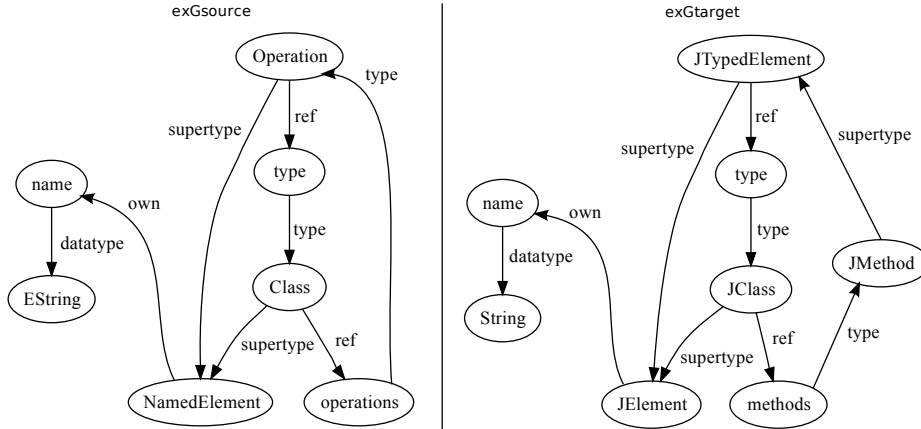 exGsource
Operation
type
supertype
ref
name
type
own
datatype
type
EString
Class
supertype
ref
NamedElement
operations
exGtarget
JTypedElement
ref
supertype
supertype
type
name
own
type
datatype
JMethod
JClass
String
ref
type
supertype
JElement
methods